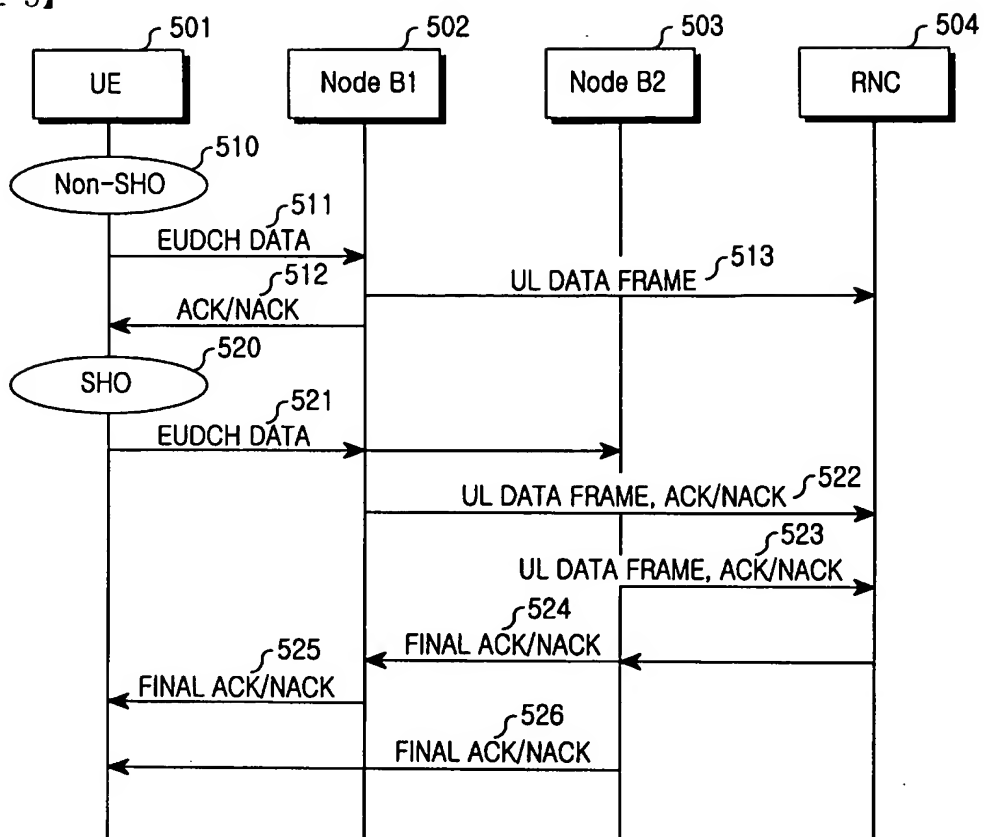 501
502
503
504
UE
Node B1
Node B2
RNC
510
Non-SHO
511
EUDCH DATA
513
UL DATA FRAME
512
ACK/NACK
520
SHO
521
EUDCH DATA
522
UL DATA FRAME, ACK/NACK
523
UL DATA FRAME, ACK/NACK
524
FINAL ACK/NACK
525
FINAL ACK/NACK
526
FINAL ACK/NACK